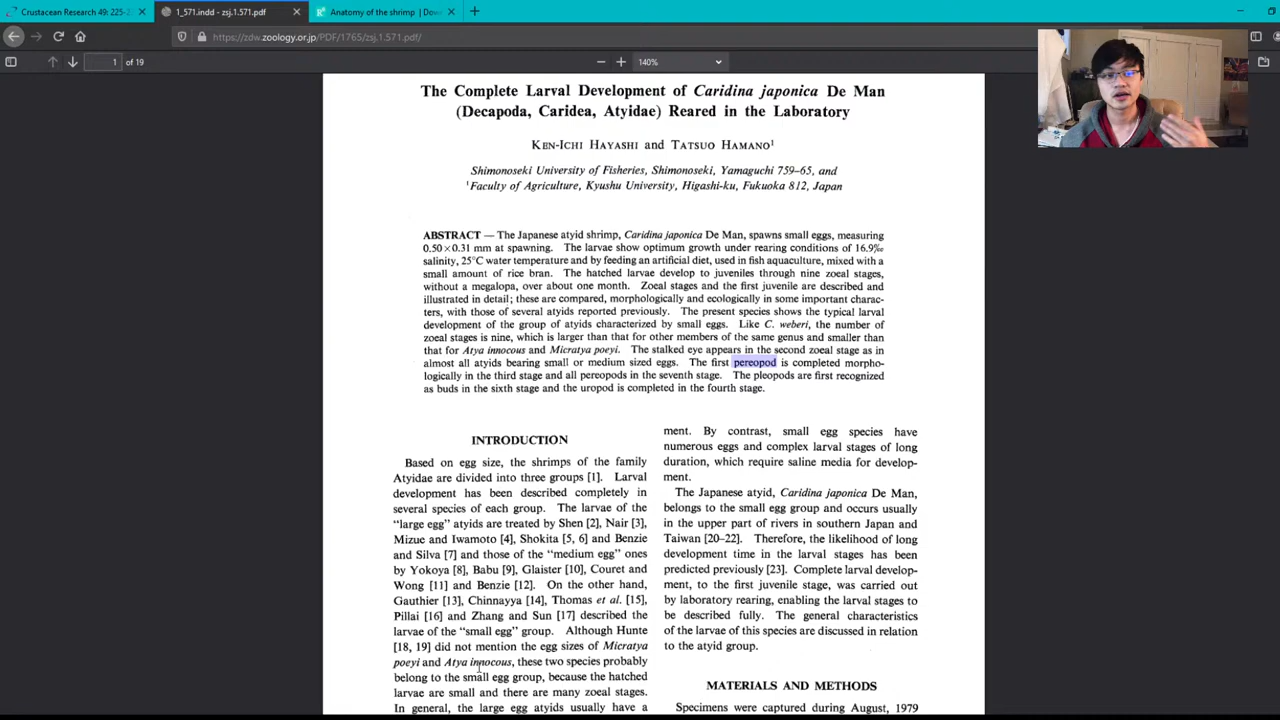 Crustacean Research 49: 225-2
1_571.indd - zsj.1.571.pdf
Anatomy of the shrimp | Dow
https://zdw.zoology.or.jp/PDF/1765/zsj.1.571.pdf/
1 of 19
140%
The Complete Larval Development of Caridina japonica De Man
(Decapoda, Caridea, Atyidae) Reared in the Laboratory
KEN-ICHI HAYASHI and TATSUO HAMANO¹
Shimonoseki University of Fisheries, Shimonoseki, Yamaguchi 759–65, and
¹Faculty of Agriculture, Kyushu University, Higashi-ku, Fukuoka 812, Japan
ABSTRACT — The Japanese atyid shrimp, Caridina japonica De Man, spawns small eggs, measuring
0.50×0.31 mm at spawning. The larvae show optimum growth under rearing conditions of 16.9‰
salinity, 25°C water temperature and by feeding an artificial diet, used in fish aquaculture, mixed with a
small amount of rice bran. The hatched larvae develop to juveniles through nine zoeal stages,
without a megalopa, over about one month. Zoeal stages and the first juvenile are described and
illustrated in detail; these are compared, morphologically and ecologically in some important charac-
ters, with those of several atyids reported previously. The present species shows the typical larval
development of the group of atyids characterized by small eggs. Like C. weberi, the number of
zoeal stages is nine, which is larger than that for other members of the same genus and smaller than
that for Atya innocous and Micratya poeyi. The stalked eye appears in the second zoeal stage as in
almost all atyids bearing small or medium sized eggs. The first pereopod is completed morpho-
logically in the third stage and all pereopods in the seventh stage. The pleopods are first recognized
as buds in the sixth stage and the uropod is completed in the fourth stage.
INTRODUCTION
Based on egg size, the shrimps of the family
Atyidae are divided into three groups [1]. Larval
development has been described completely in
several species of each group. The larvae of the
"large egg" atyids are treated by Shen [2], Nair [3],
Mizue and Iwamoto [4], Shokita [5, 6] and Benzie
and Silva [7] and those of the "medium egg" ones
by Yokoya [8], Babu [9], Glaister [10], Couret and
Wong [11] and Benzie [12]. On the other hand,
Gauthier [13], Chinnayya [14], Thomas et al. [15],
Pillai [16] and Zhang and Sun [17] described the
larvae of the "small egg" group. Although Hunte
[18, 19] did not mention the egg sizes of Micratya
poeyi and Atya innocous, these two species probably
belong to the small egg group, because the hatched
larvae are small and there are many zoeal stages.
In general, the large egg atyids usually have a
ment. By contrast, small egg species have
numerous eggs and complex larval stages of long
duration, which require saline media for develop-
ment.
The Japanese atyid, Caridina japonica De Man,
belongs to the small egg group and occurs usually
in the upper part of rivers in southern Japan and
Taiwan [20–22]. Therefore, the likelihood of long
development time in the larval stages has been
predicted previously [23]. Complete larval develop-
ment, to the first juvenile stage, was carried out
by laboratory rearing, enabling the larval stages to
be described fully. The general characteristics
of the larvae of this species are discussed in relation
to the atyid group.
MATERIALS AND METHODS
Specimens were captured during August, 1979